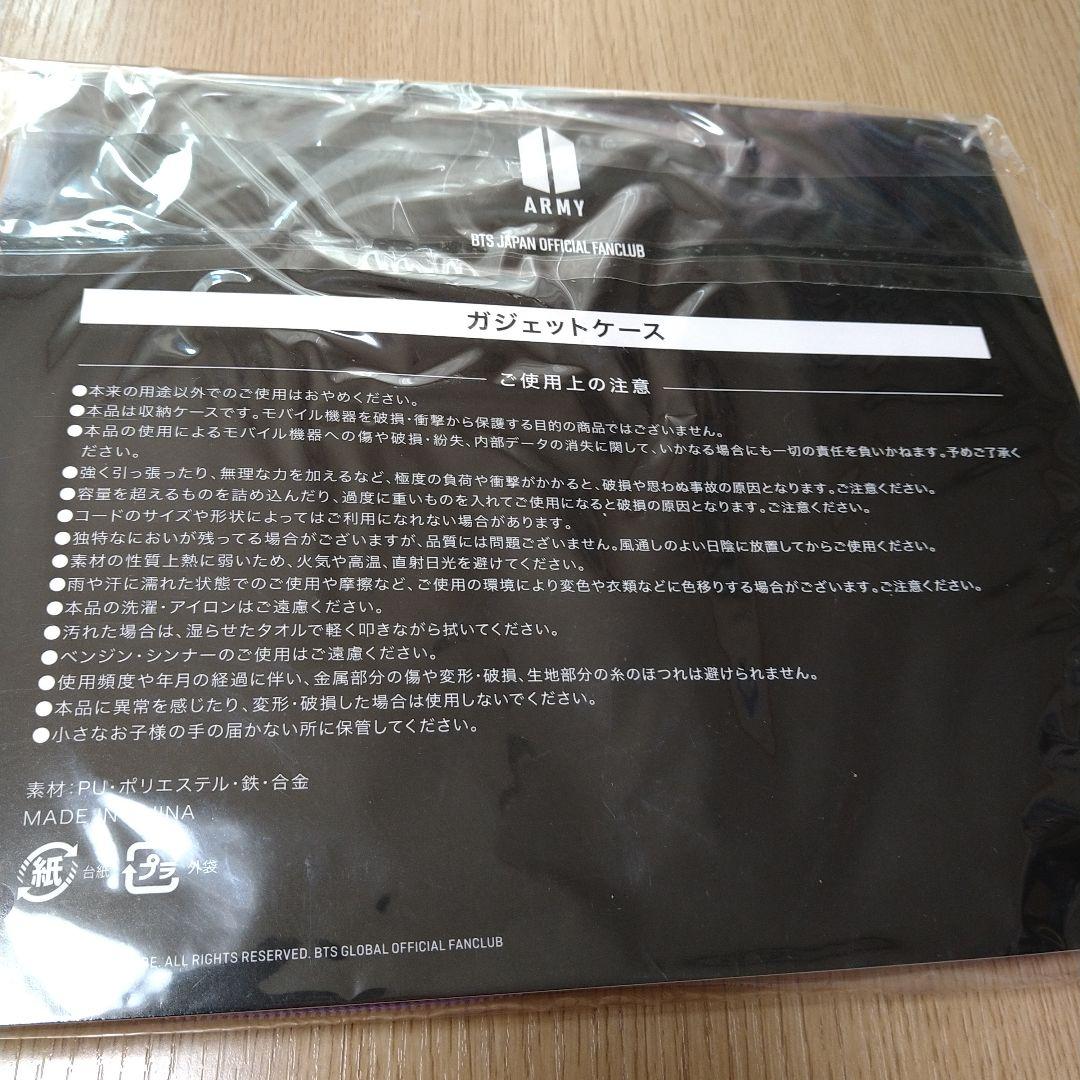 ARMY
BTS JAPAN OFFICIAL FANCLUB
ガジェットケース
ご使用上の注意
●本来の用途以外でのご使用はおやめください。
●本品は収納ケースです。モバイル機器を破損・衝撃から保護する目的の商品ではございません。
●本品の使用によるモバイル機器への傷や破損・紛失、内部データの消失に関して、いかなる場合にも一切の責任を負いかねます。予めご了承く
ださい。
●強く引っ張ったり、無理な力を加えるなど、極度の負荷や衝撃がかかると、破損や思わぬ事故の原因となります。ご注意ください。
●容量を超えるものを詰め込んだり、過度に重いものを入れてご使用になると破損の原因となります。ご注意ください。
●コードのサイズや形状によってはご利用になれない場合があります。
●独特なにおいが残ってる場合がございますが、品質には問題ございません。風通しのよい日陰に放置してからご使用ください。
●素材の性質上熱に弱いため、火気や高温、直射日光を避けてください。
●雨や汗に濡れた状態でのご使用や摩擦など、ご使用の環境により変色や衣類などに色移りする場合がございます。ご注意ください。
●本品の洗濯・アイロンはご遠慮ください。
●汚れた場合は、湿らせたタオルで軽く叩きながら拭いてください。
●ベンジン・シンナーのご使用はご遠慮ください。
●使用頻度や年月の経過に伴い、金属部分の傷や変形・破損、生地部分の糸のほつれは避けられません。
●本品に異常を感じたり、変形・破損した場合は使用しないでください。
●小さなお子様の手の届かない所に保管してください。
素材:PU・ポリエステル・鉄・合金
MADE IN CHINA
紙 台紙 プラ 外袋
ALL RIGHTS RESERVED. BTS GLOBAL OFFICIAL FANCLUB